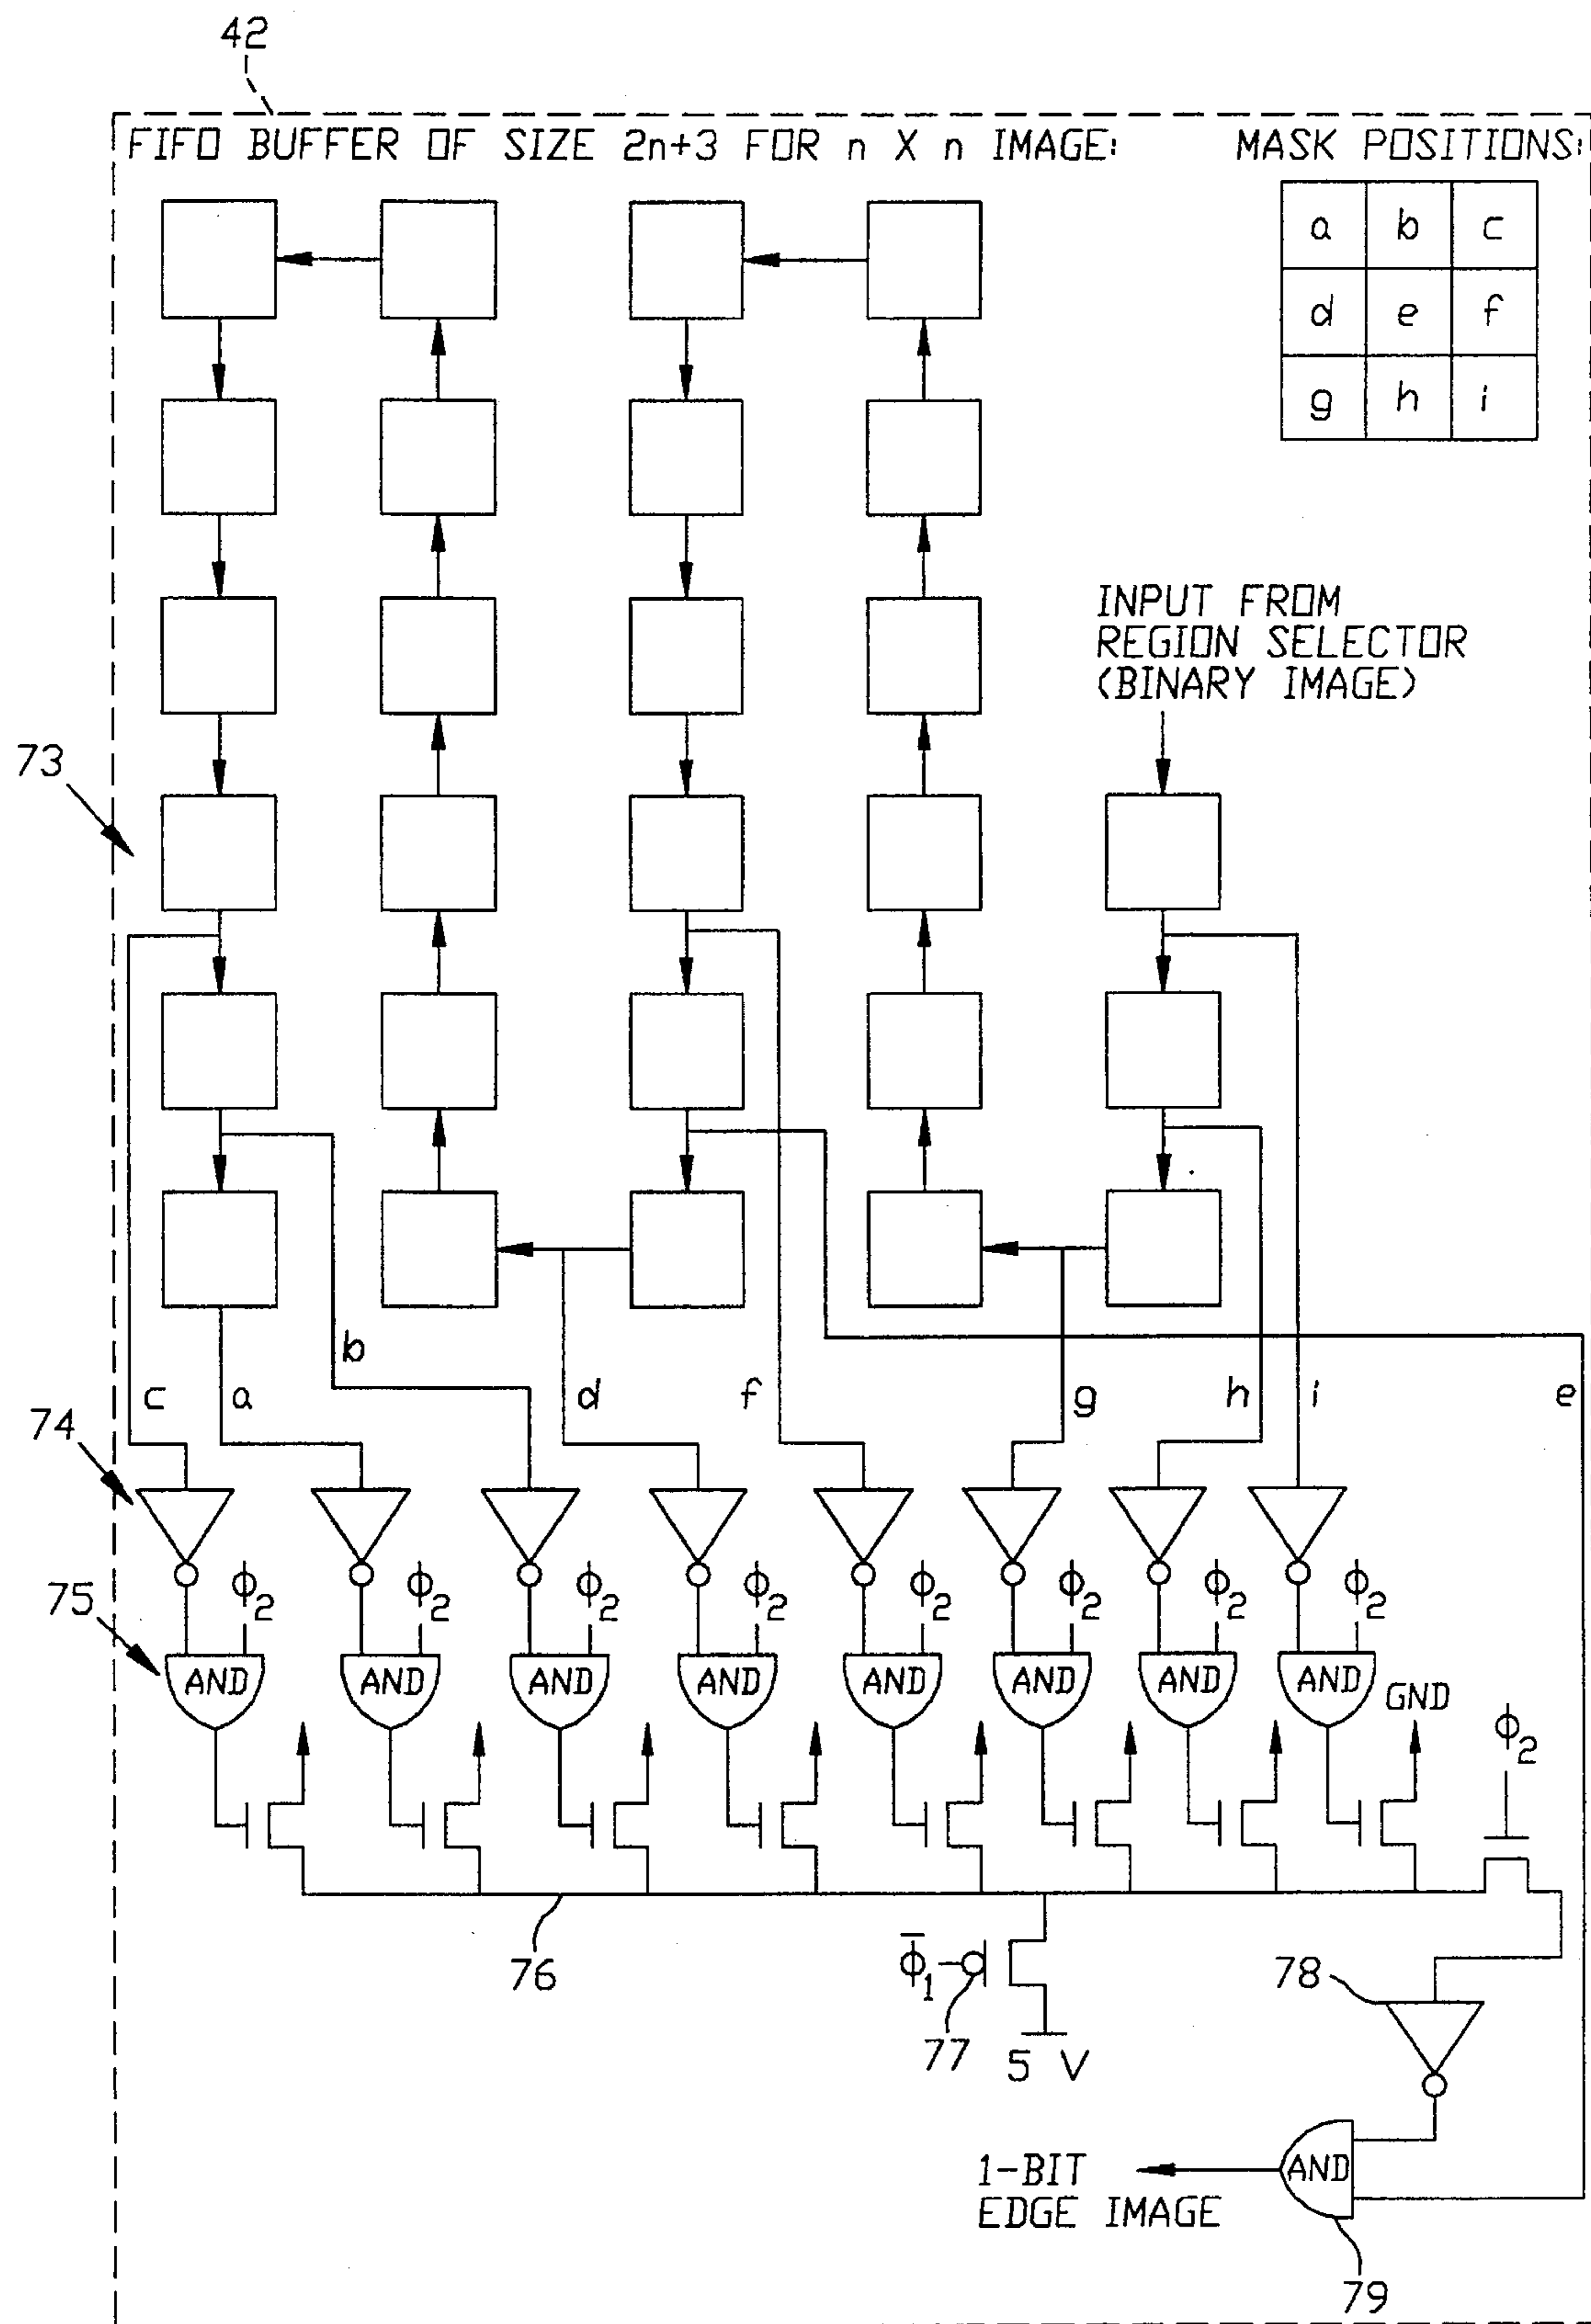 42
FIFO BUFFER OF SIZE 2n+3 FOR n X n IMAGE:
MASK POSITIONS:
a b c
d e f
g h i
INPUT FROM
REGION SELECTOR
(BINARY IMAGE)
73
c a b d f g h i e
74
ϕ2 ϕ2 ϕ2 ϕ2 ϕ2 ϕ2 ϕ2 ϕ2
75
AND AND AND AND AND AND AND AND
GND
ϕ2
76
ϕ̅1
77
5 V
78
AND
1-BIT
EDGE IMAGE
79